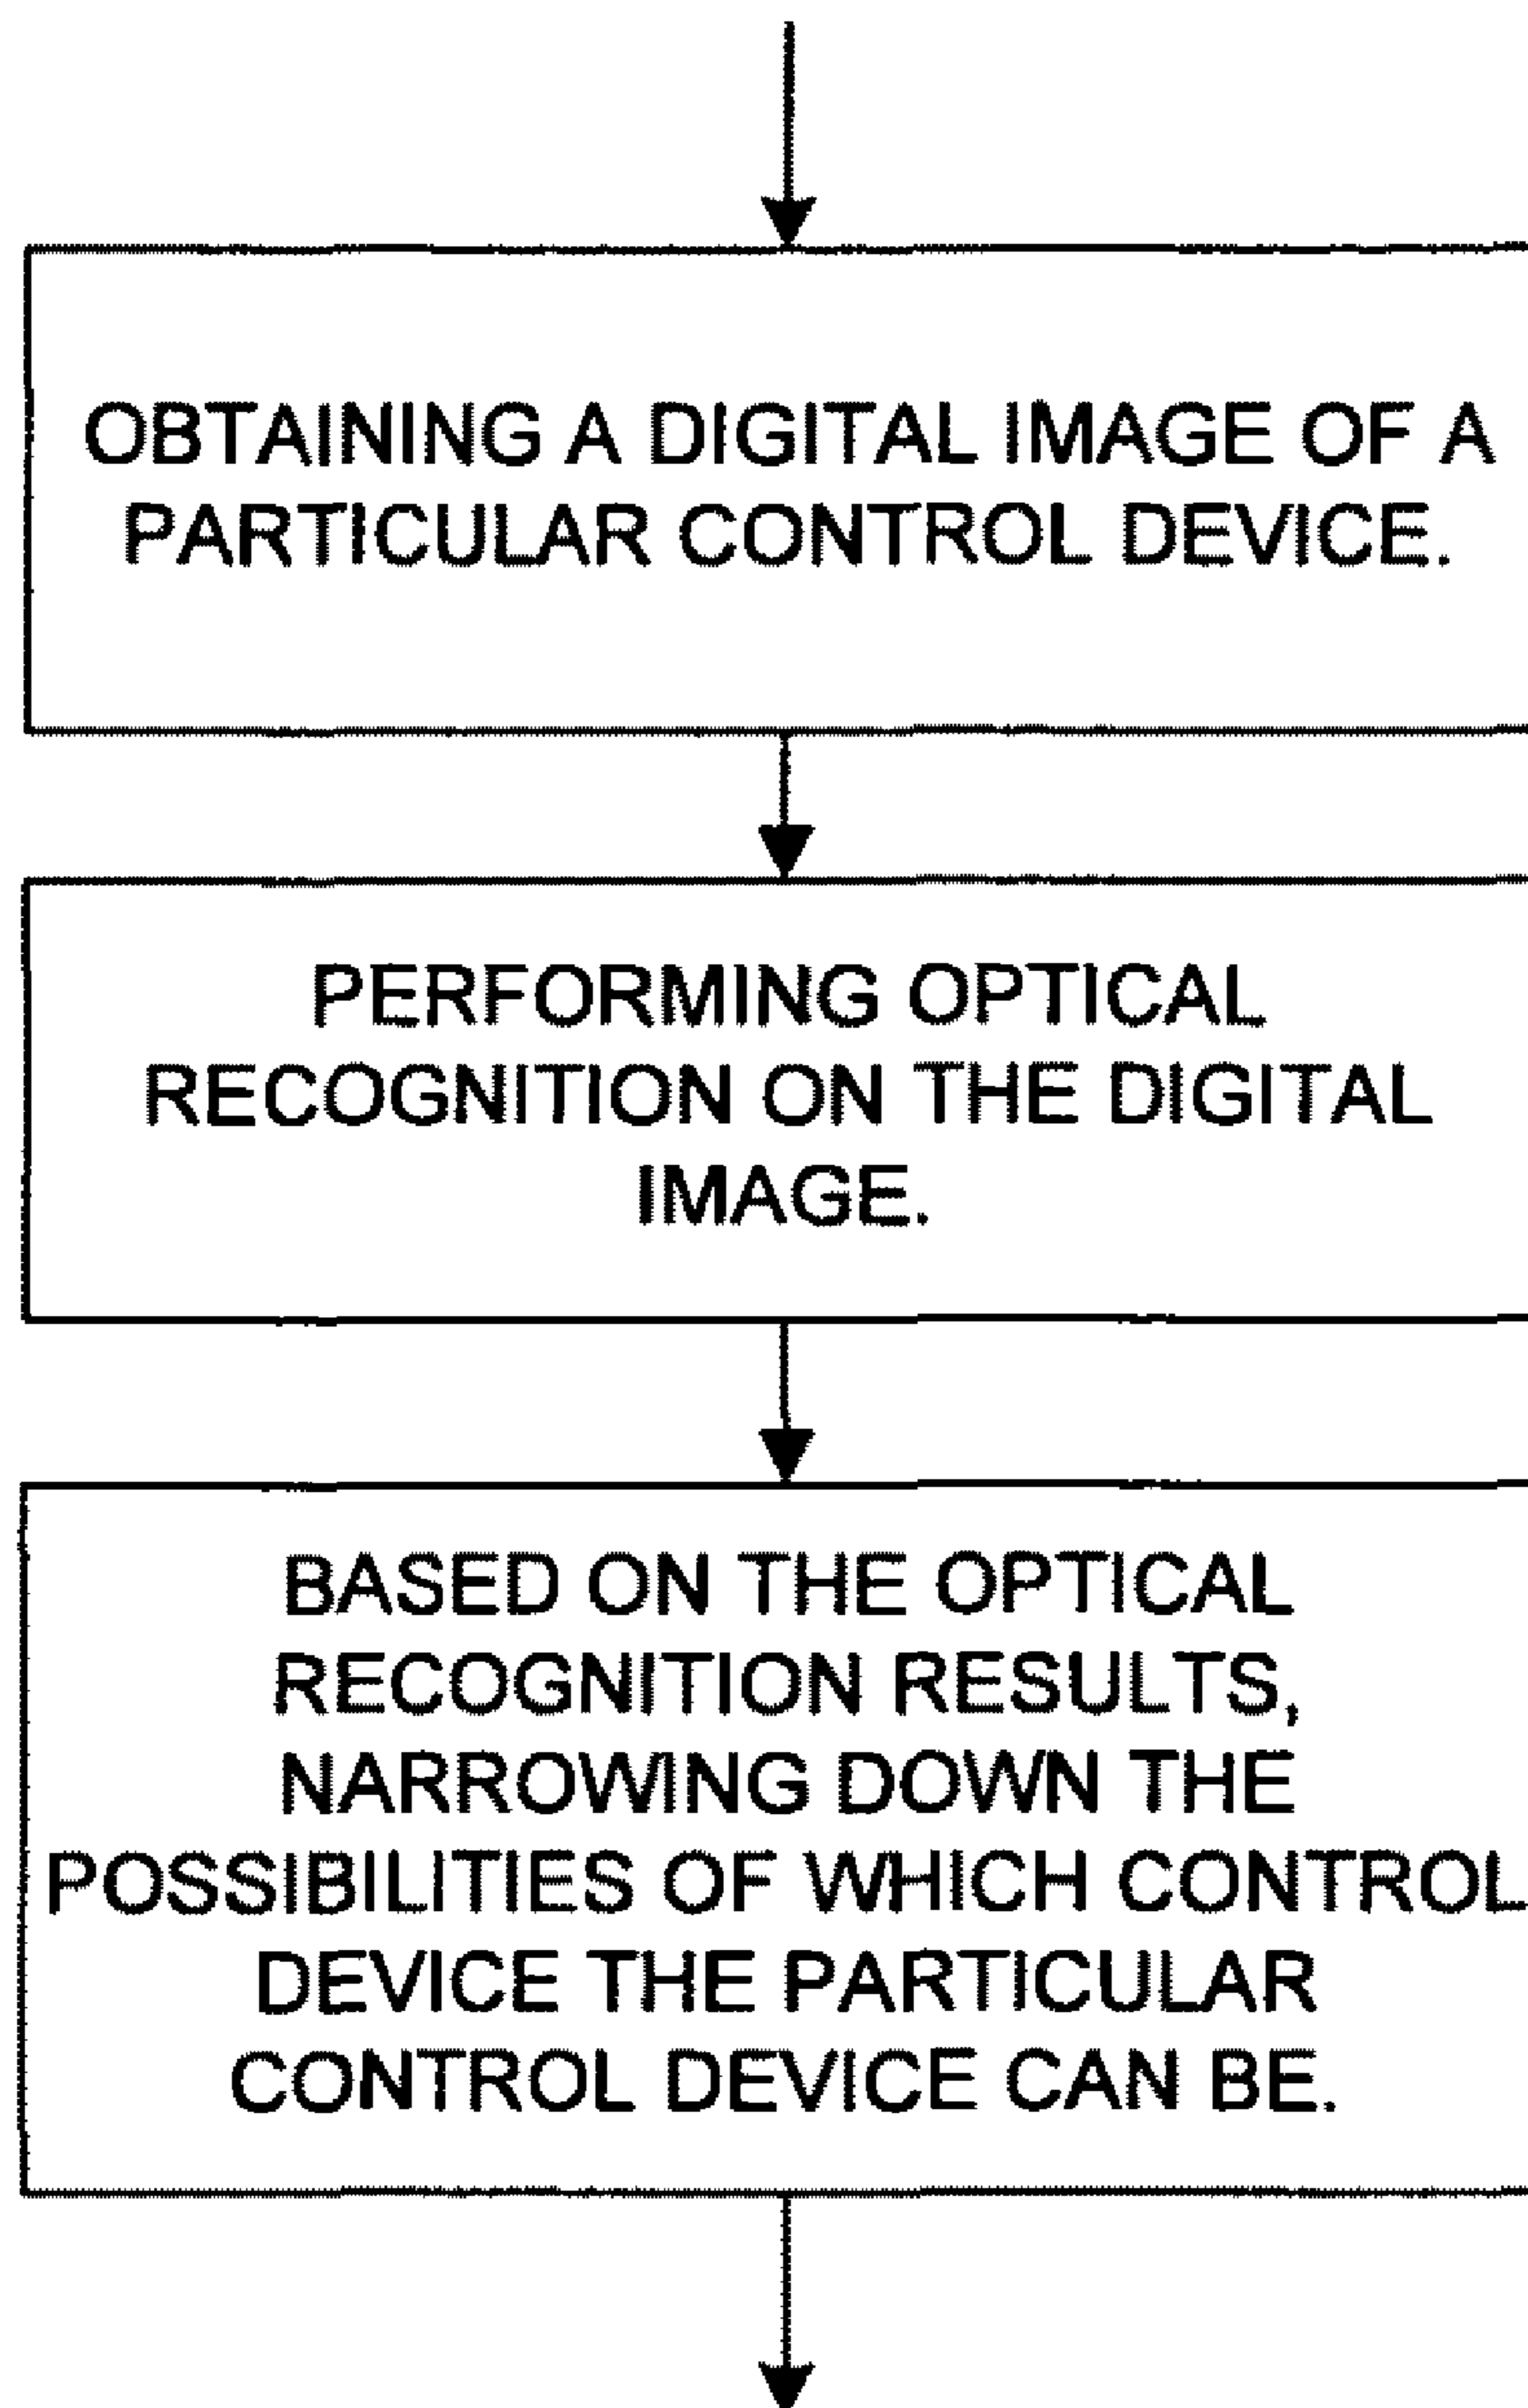 OBTAINING A DIGITAL IMAGE OF A
PARTICULAR CONTROL DEVICE.
PERFORMING OPTICAL
RECOGNITION ON THE DIGITAL
IMAGE.
BASED ON THE OPTICAL
RECOGNITION RESULTS,
NARROWING DOWN THE
POSSIBILITIES OF WHICH CONTROL
DEVICE THE PARTICULAR
CONTROL DEVICE CAN BE.